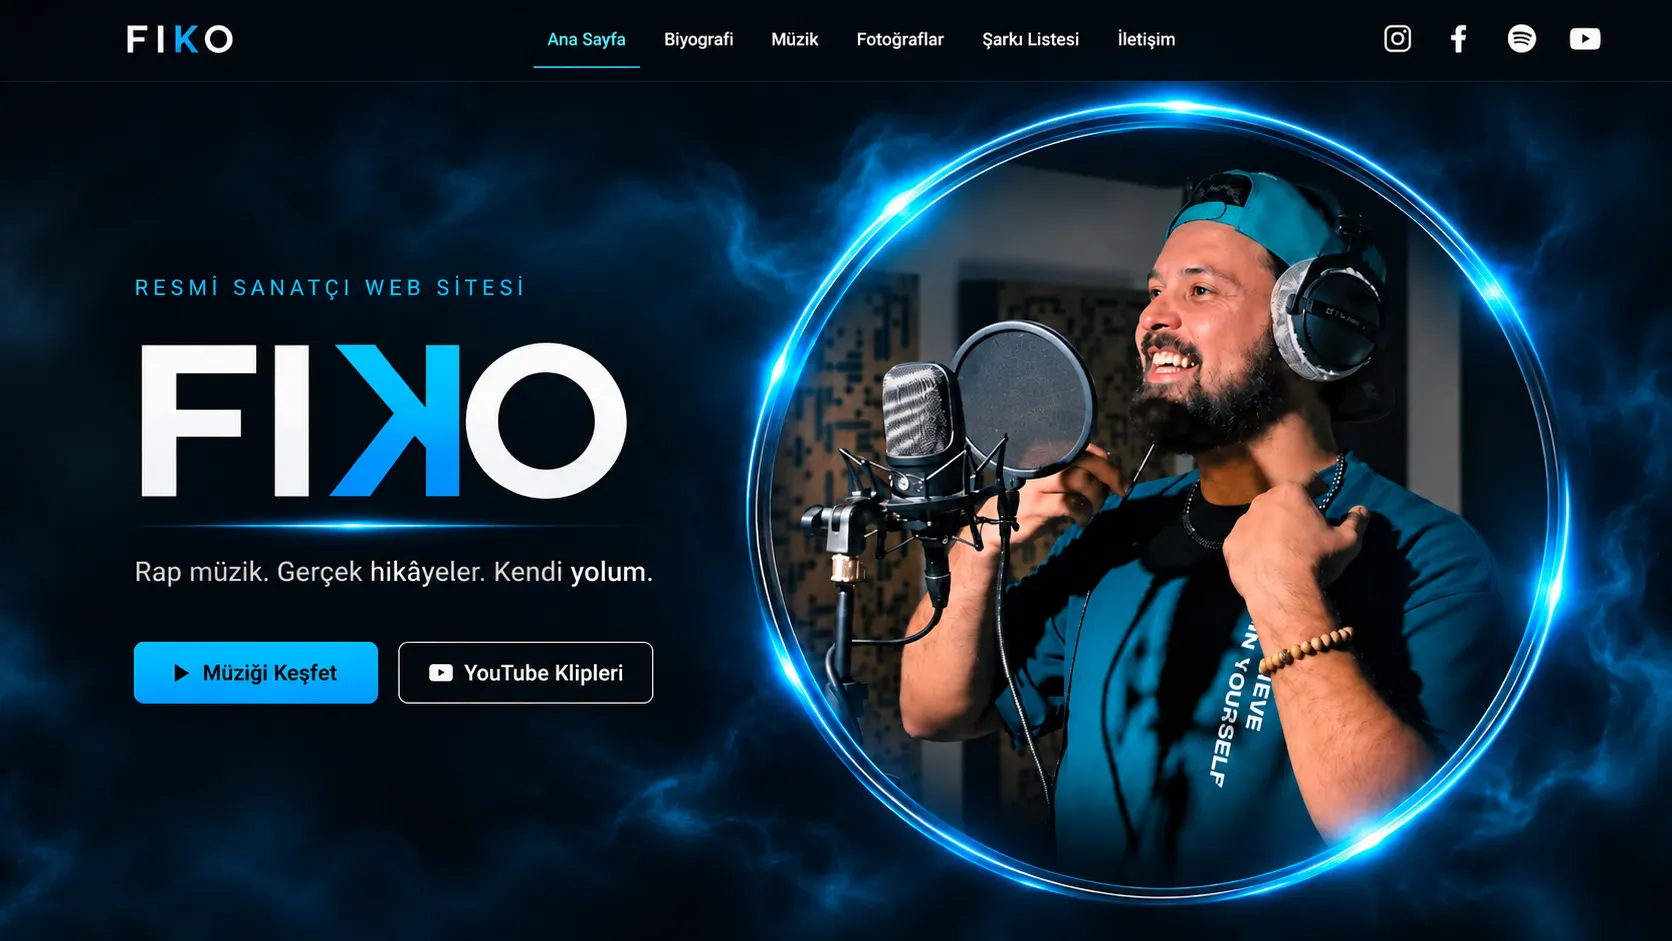 FIKO
Ana Sayfa
Biyografi
Müzik
Fotoğraflar
Şarkı Listesi
İletişim
RESMÎ SANATÇI WEB SİTESİ
FIKO
Rap müzik. Gerçek hikâyeler. Kendi yolum.
Müziği Keşfet
YouTube Klipleri
YOURSELF